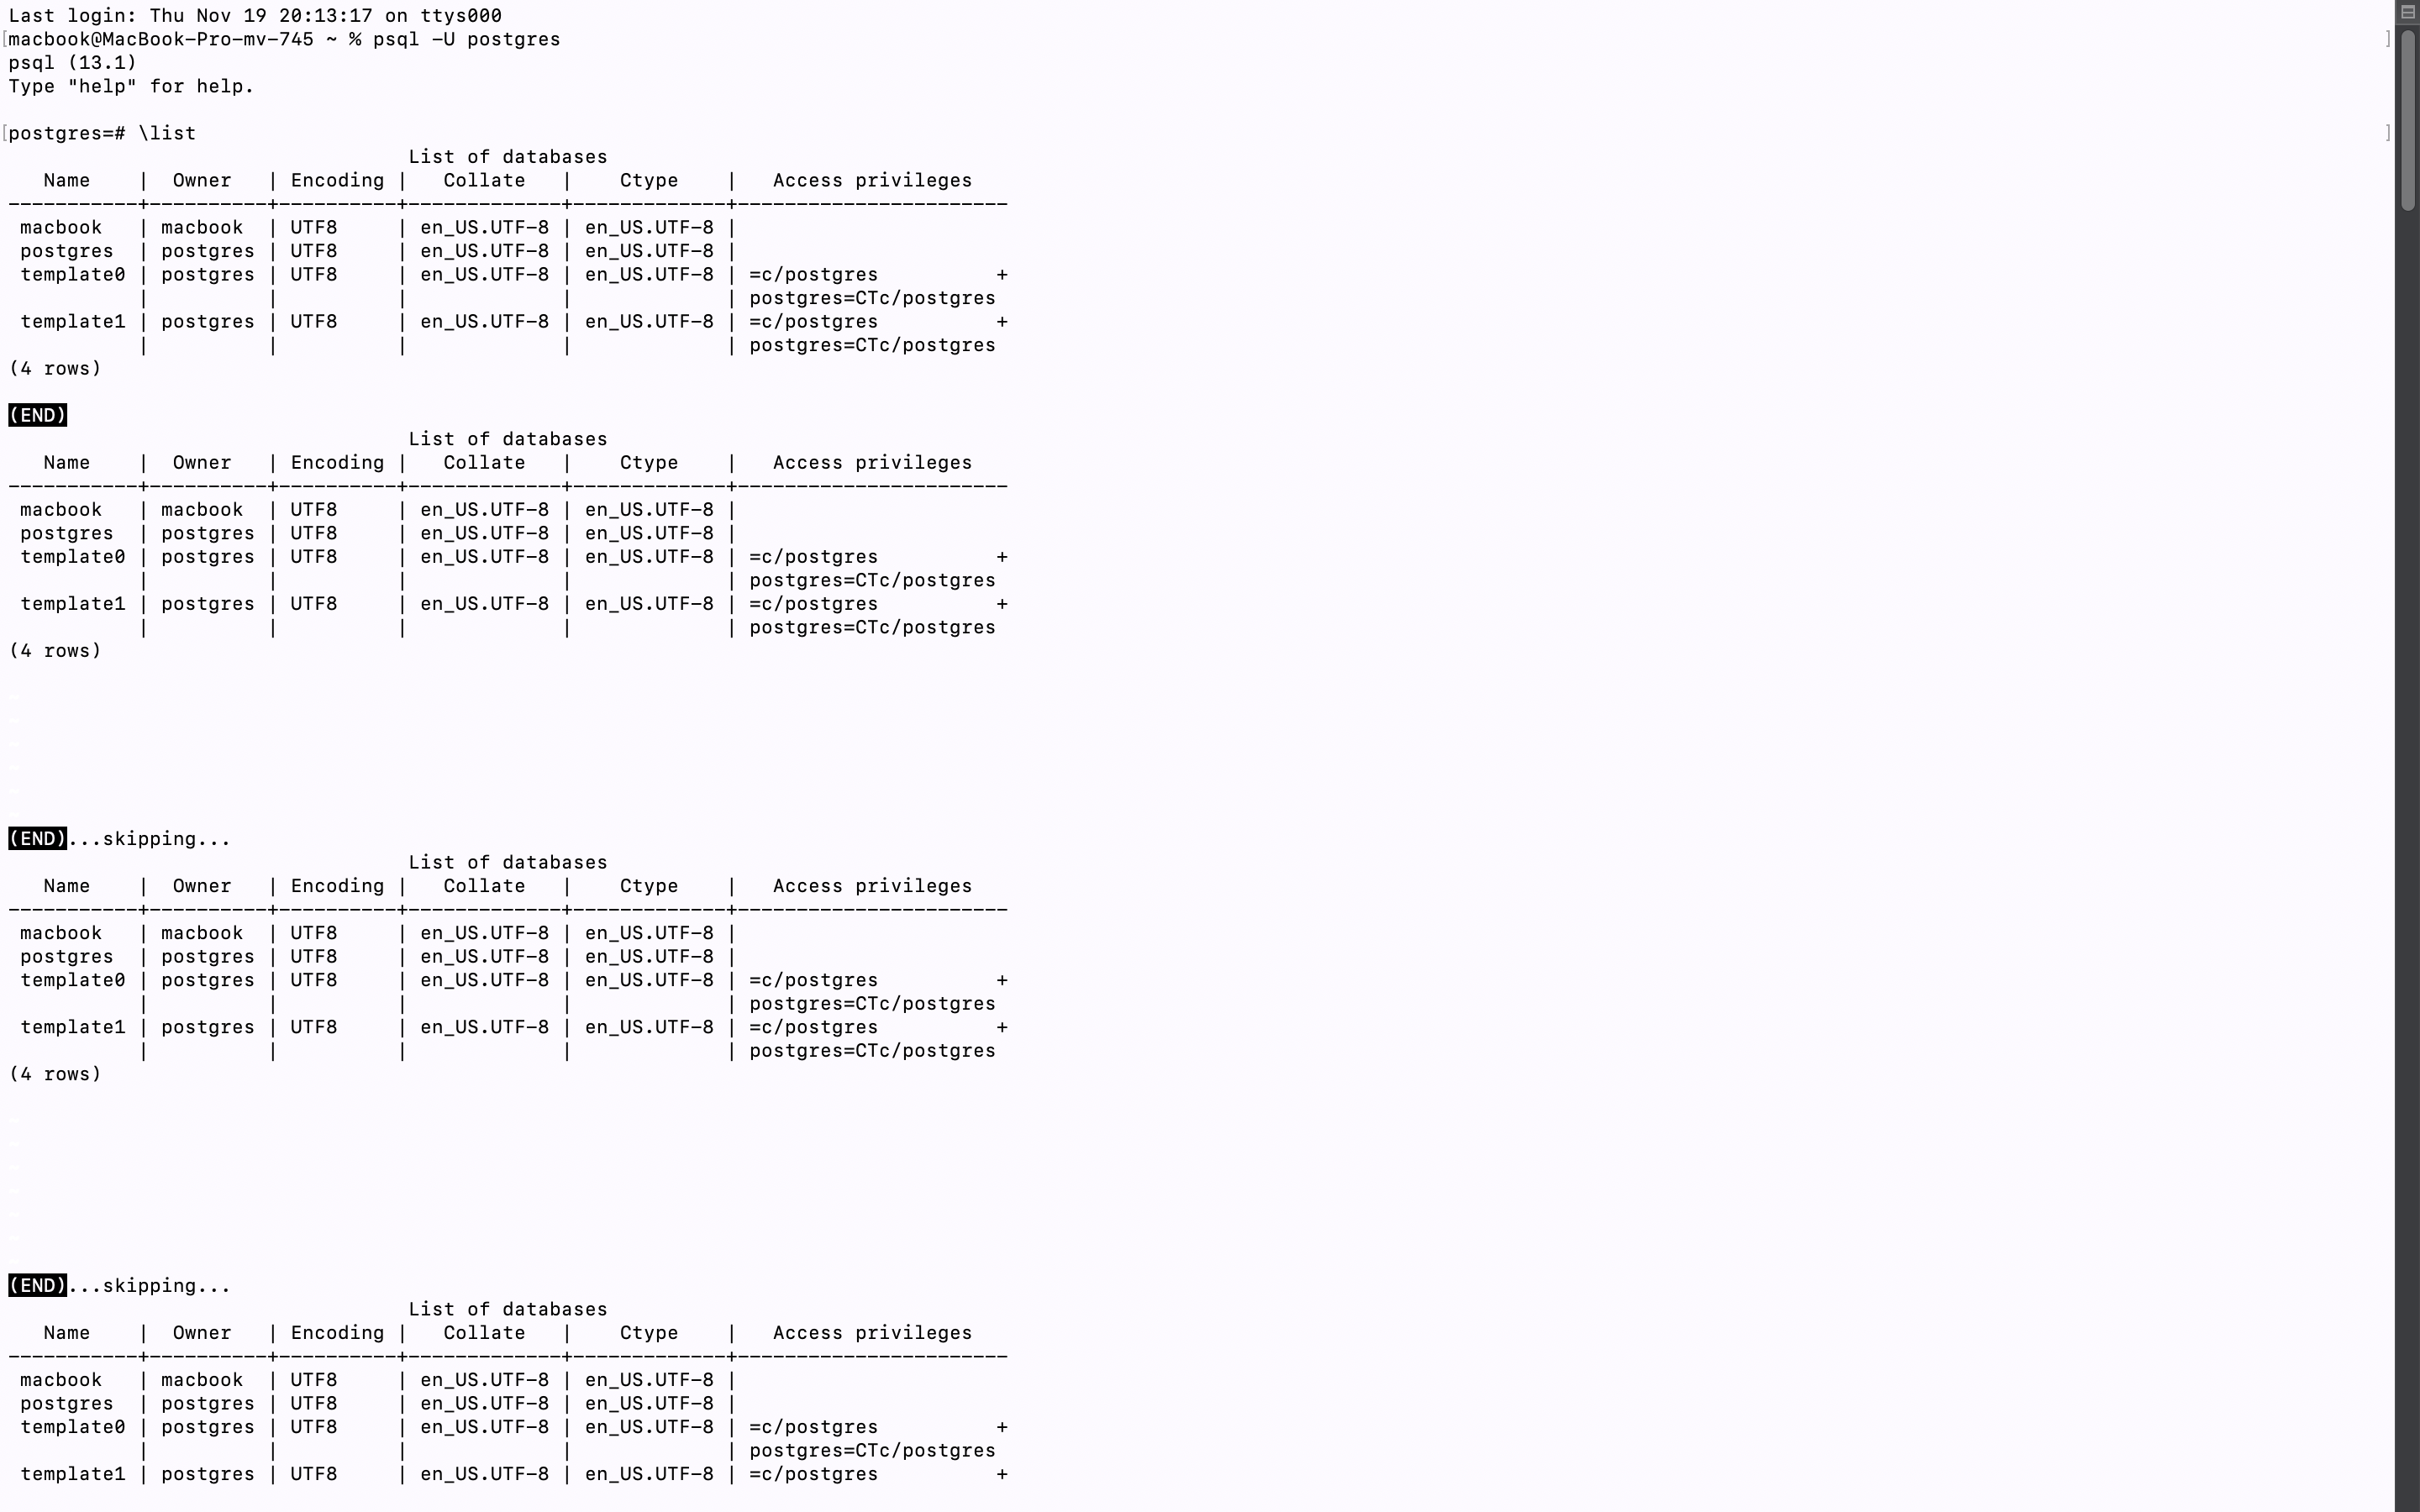 Last login: Thu Nov 19 20:13:17 on ttys000
[macbook@MacBook-Pro-mv-745 ~ % psql -U postgres ]
psql (13.1)
Type "help" for help.

[postgres=# \list ]
                                  List of databases
   Name    |  Owner   | Encoding |   Collate   |    Ctype    |   Access privileges
-----------+----------+----------+-------------+-------------+-----------------------
 macbook   | macbook  | UTF8     | en_US.UTF-8 | en_US.UTF-8 |
 postgres  | postgres | UTF8     | en_US.UTF-8 | en_US.UTF-8 |
 template0 | postgres | UTF8     | en_US.UTF-8 | en_US.UTF-8 | =c/postgres          +
           |          |          |             |             | postgres=CTc/postgres
 template1 | postgres | UTF8     | en_US.UTF-8 | en_US.UTF-8 | =c/postgres          +
           |          |          |             |             | postgres=CTc/postgres
(4 rows)

(END)
                                  List of databases
   Name    |  Owner   | Encoding |   Collate   |    Ctype    |   Access privileges
-----------+----------+----------+-------------+-------------+-----------------------
 macbook   | macbook  | UTF8     | en_US.UTF-8 | en_US.UTF-8 |
 postgres  | postgres | UTF8     | en_US.UTF-8 | en_US.UTF-8 |
 template0 | postgres | UTF8     | en_US.UTF-8 | en_US.UTF-8 | =c/postgres          +
           |          |          |             |             | postgres=CTc/postgres
 template1 | postgres | UTF8     | en_US.UTF-8 | en_US.UTF-8 | =c/postgres          +
           |          |          |             |             | postgres=CTc/postgres
(4 rows)

~
~
~
~
~
~
(END)...skipping...
                                  List of databases
   Name    |  Owner   | Encoding |   Collate   |    Ctype    |   Access privileges
-----------+----------+----------+-------------+-------------+-----------------------
 macbook   | macbook  | UTF8     | en_US.UTF-8 | en_US.UTF-8 |
 postgres  | postgres | UTF8     | en_US.UTF-8 | en_US.UTF-8 |
 template0 | postgres | UTF8     | en_US.UTF-8 | en_US.UTF-8 | =c/postgres          +
           |          |          |             |             | postgres=CTc/postgres
 template1 | postgres | UTF8     | en_US.UTF-8 | en_US.UTF-8 | =c/postgres          +
           |          |          |             |             | postgres=CTc/postgres
(4 rows)

~
~
~
~
~
~
~
(END)...skipping...
                                  List of databases
   Name    |  Owner   | Encoding |   Collate   |    Ctype    |   Access privileges
-----------+----------+----------+-------------+-------------+-----------------------
 macbook   | macbook  | UTF8     | en_US.UTF-8 | en_US.UTF-8 |
 postgres  | postgres | UTF8     | en_US.UTF-8 | en_US.UTF-8 |
 template0 | postgres | UTF8     | en_US.UTF-8 | en_US.UTF-8 | =c/postgres          +
           |          |          |             |             | postgres=CTc/postgres
 template1 | postgres | UTF8     | en_US.UTF-8 | en_US.UTF-8 | =c/postgres          +